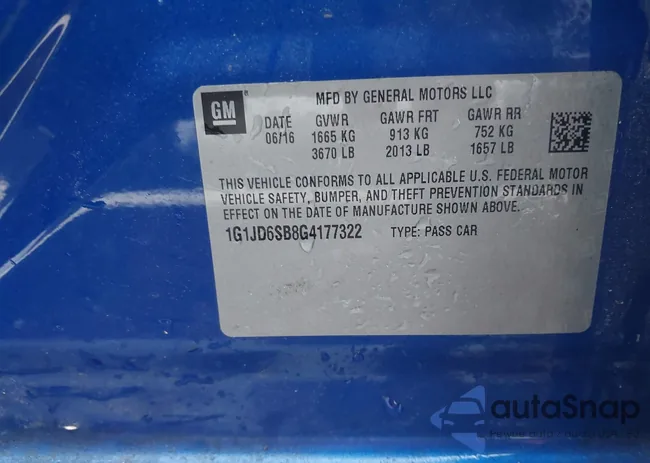 GM
MFD BY GENERAL MOTORS LLC
DATE GVWR GAWR FRT GAWR RR
06/16 1665 KG 913 KG 752 KG
3670 LB 2013 LB 1657 LB
THIS VEHICLE CONFORMS TO ALL APPLICABLE U.S. FEDERAL MOTOR
VEHICLE SAFETY, BUMPER, AND THEFT PREVENTION STANDARDS IN
EFFECT ON THE DATE OF MANUFACTURE SHOWN ABOVE.
1G1JD6SB8G4177322 TYPE: PASS CAR
autoSnap